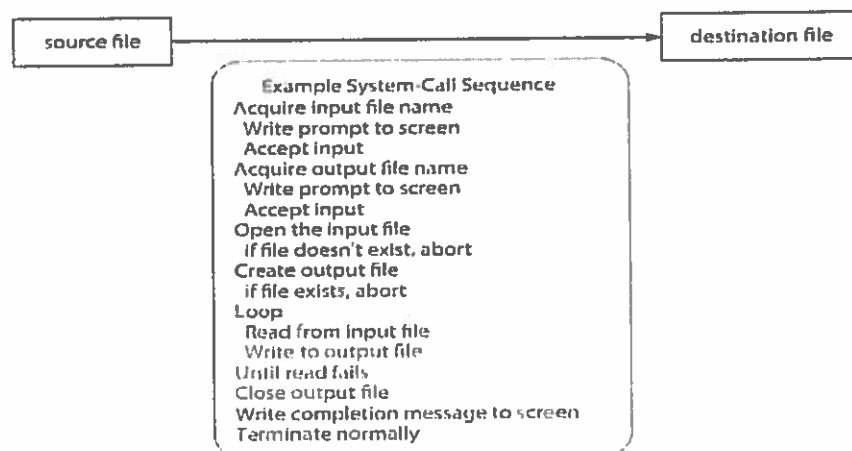 source file
destination file
Example System-Call Sequence
Acquire input file name
Write prompt to screen
Accept input
Acquire output file name
Write prompt to screen
Accept input
Open the input file
if file doesn't exist, abort
Create output file
if file exists, abort
Loop
Read from input file
Write to output file
Until read fails
Close output file
Write completion message to screen
Terminate normally